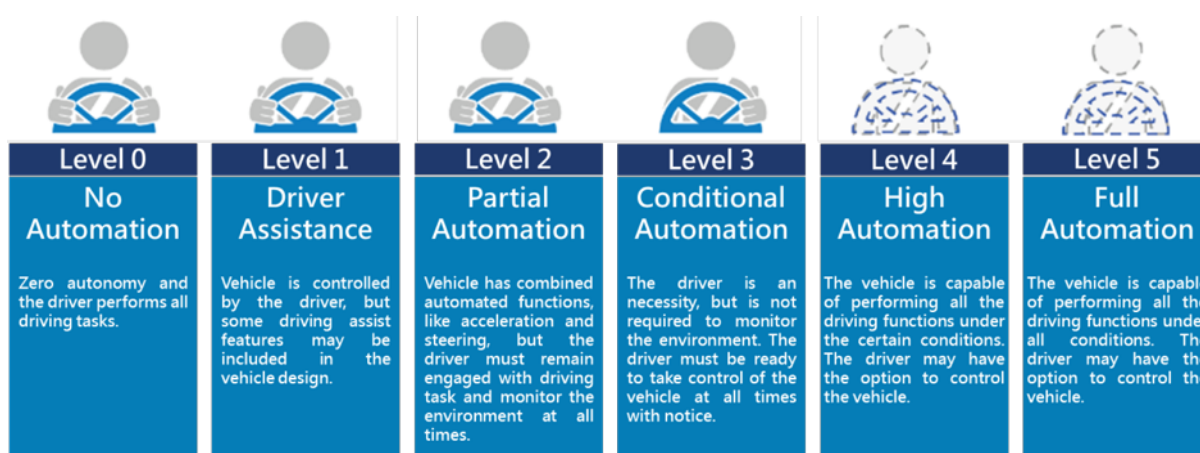 Level 0
No
Automation
Zero autonomy and
the driver performs all
driving tasks.
Level 1
Driver
Assistance
Vehicle is controlled
by the driver, but
some driving assist
features may be
included in the
vehicle design.
Level 2
Partial
Automation
Vehicle has combined
automated functions,
like acceleration and
steering, but the
driver must remain
engaged with driving
task and monitor the
environment at all
times.
Level 3
Conditional
Automation
The driver is an
necessity, but is not
required to monitor
the environment. The
driver must be ready
to take control of the
vehicle at all times
with notice.
Level 4
High
Automation
The vehicle is capable
of performing all the
driving functions under
the certain conditions.
The driver may have
the option to control
the vehicle.
Level 5
Full
Automation
The vehicle is capable
of performing all the
driving functions under
all conditions. The
driver may have the
option to control the
vehicle.